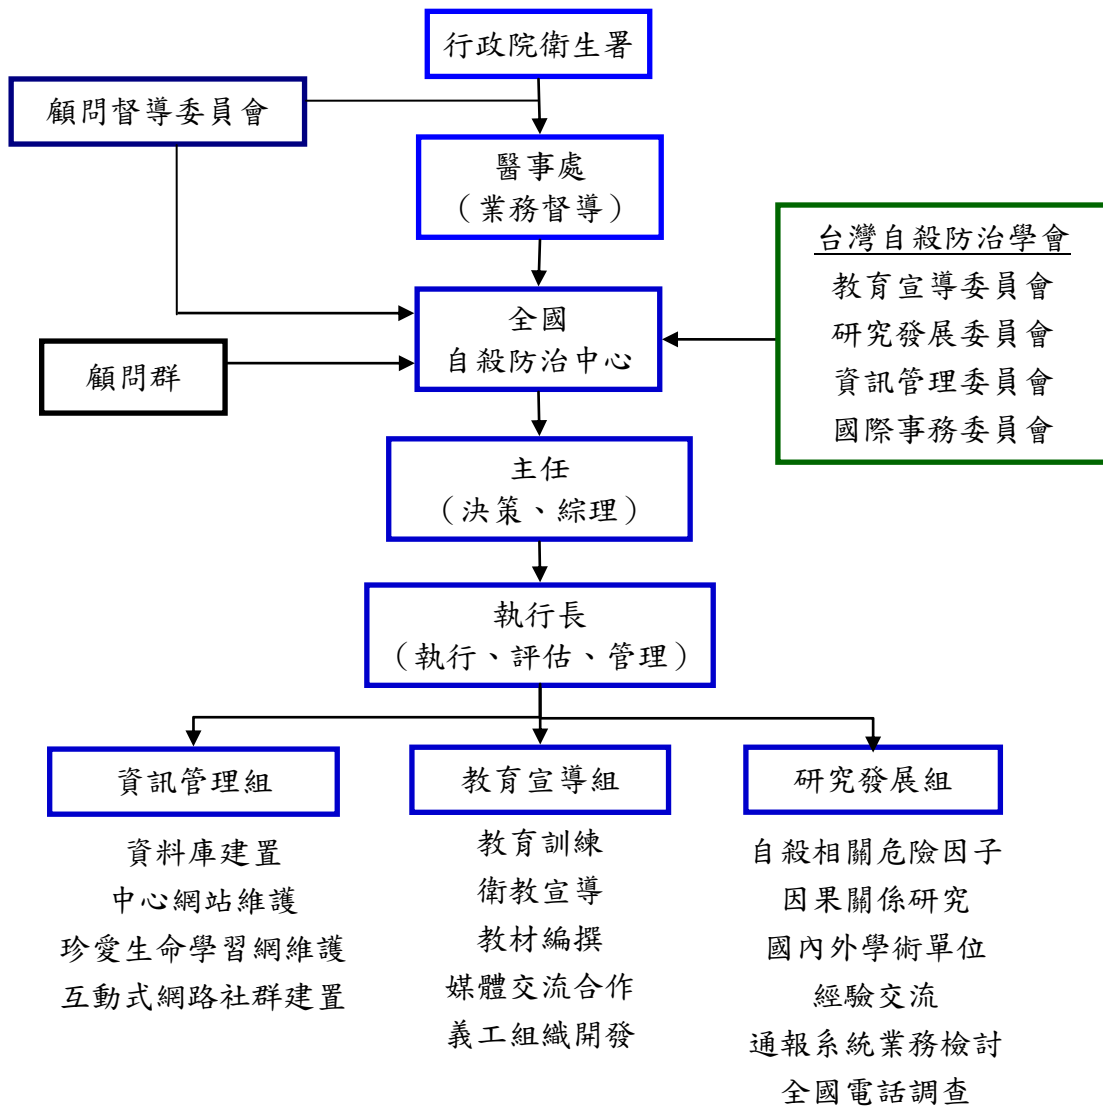 行政院衛生署
顧問督導委員會
醫事處
（業務督導）
台灣自殺防治學會
教育宣導委員會
研究發展委員會
資訊管理委員會
國際事務委員會
全國
自殺防治中心
顧問群
主任
（決策、綜理）
執行長
（執行、評估、管理）
資訊管理組
資料庫建置
中心網站維護
珍愛生命學習網維護
互動式網路社群建置
教育宣導組
教育訓練
衛教宣導
教材編撰
媒體交流合作
義工組織開發
研究發展組
自殺相關危險因子
因果關係研究
國內外學術單位
經驗交流
通報系統業務檢討
全國電話調查